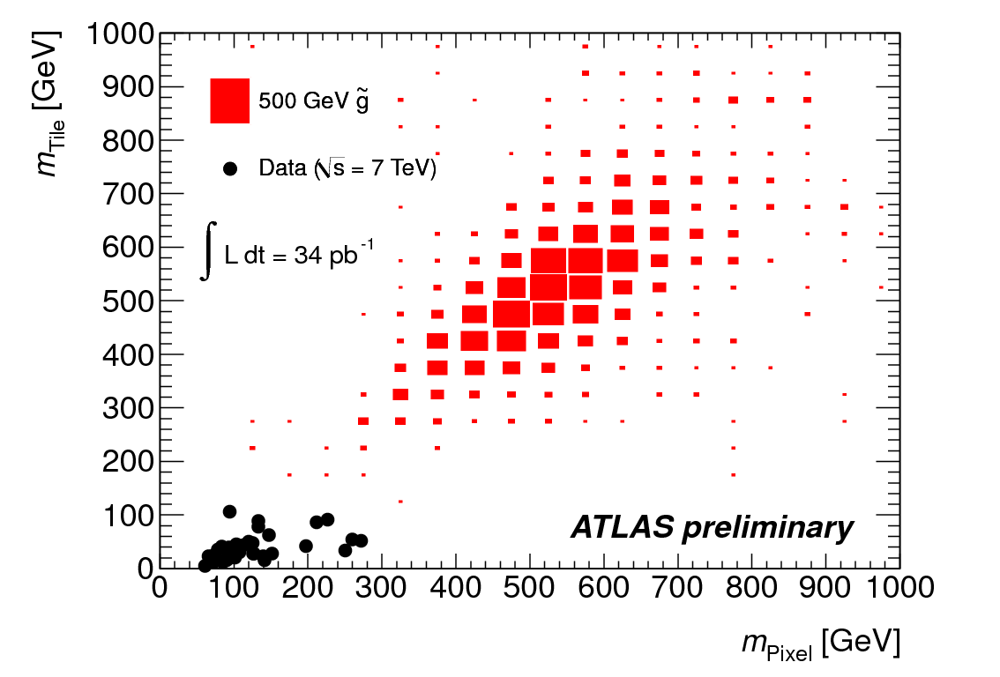 m_Tile [GeV]
1000
900
800
700
600
500
400
300
200
100
0
500 GeV g̃
Data (√s = 7 TeV)
∫ L dt = 34 pb⁻¹
ATLAS preliminary
0 100 200 300 400 500 600 700 800 900 1000
m_Pixel [GeV]